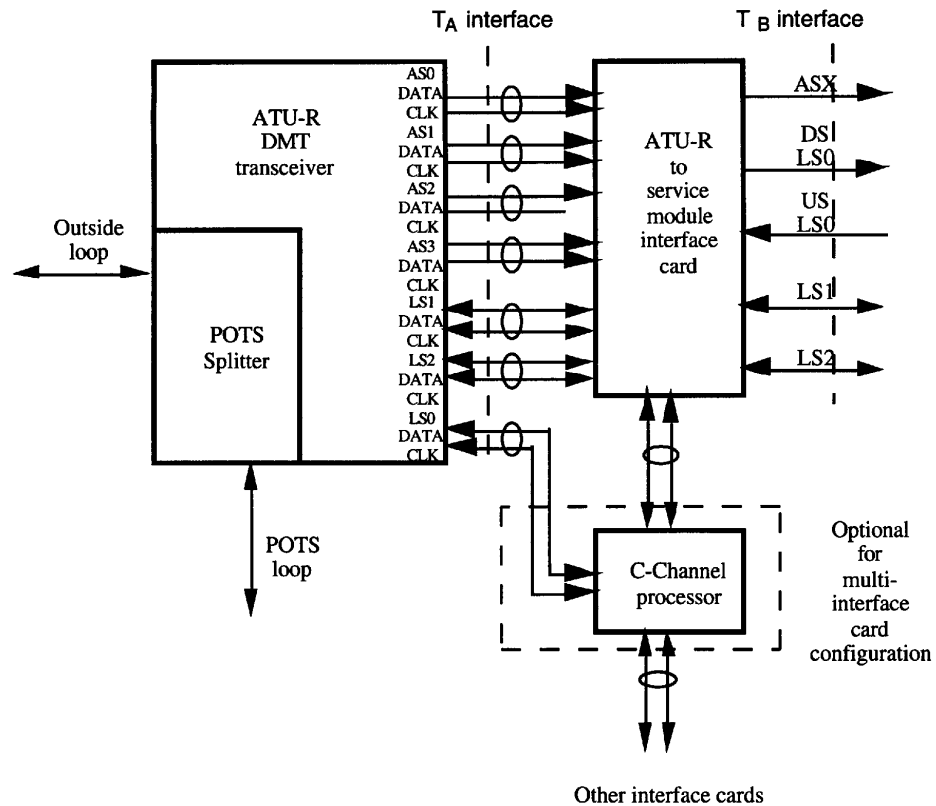 T_A interface
T_B interface
ATU-R
DMT
transceiver
AS0
DATA
CLK
AS1
DATA
CLK
AS2
DATA
CLK
AS3
DATA
CLK
LS1
DATA
CLK
LS2
DATA
CLK
LS0
DATA
CLK
Outside
loop
POTS
Splitter
POTS
loop
ATU-R
to
service
module
interface
card
ASX
DS
LS0
US
LS0
LS1
LS2
C-Channel
processor
Optional
for
multi-
interface
card
configuration
Other interface cards